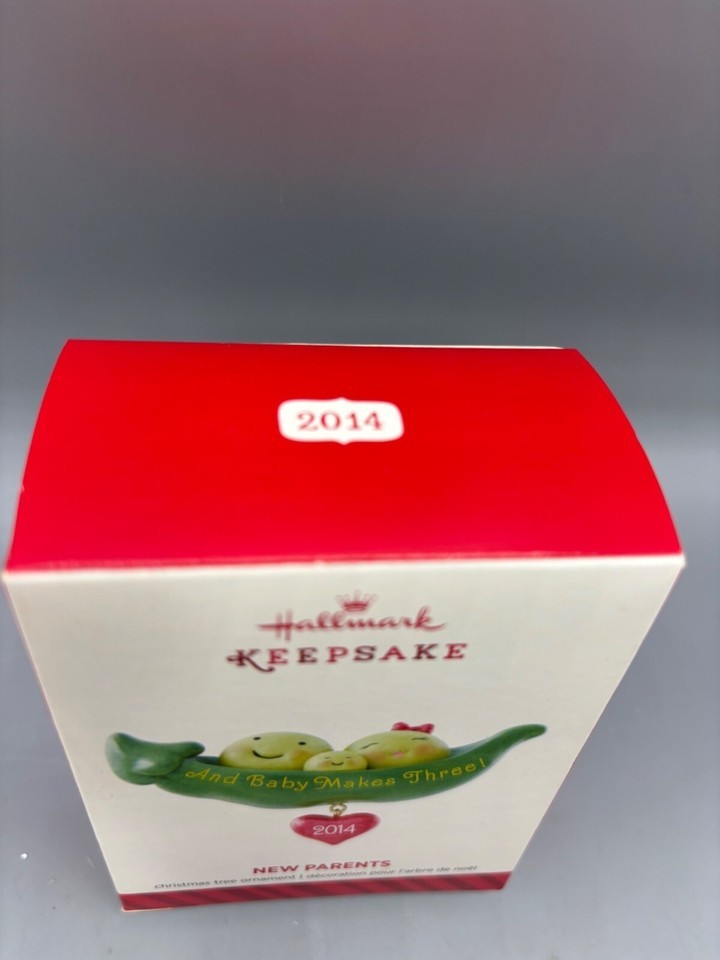 2014
Hallmark
KEEPSAKE
And Baby Makes Three!
2014
NEW PARENTS
christmas tree ornament | décoration pour l'arbre de noël